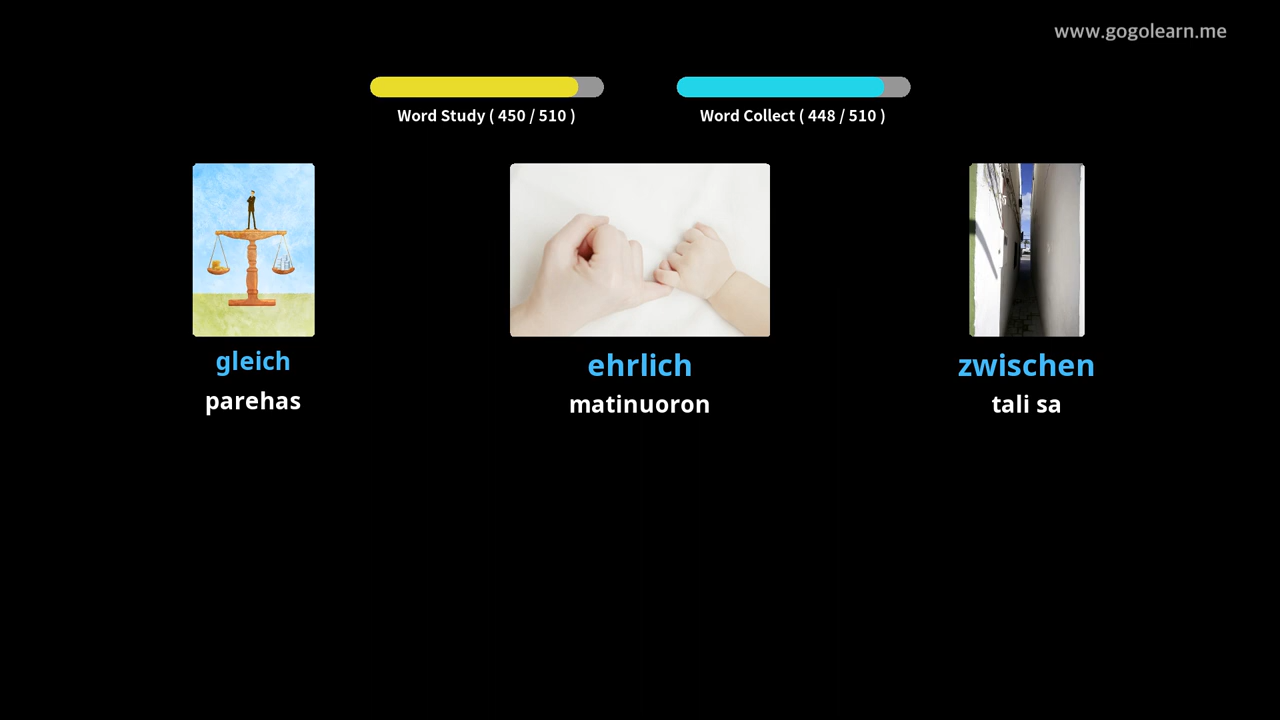 www.gogolearn.me
Word Study ( 450 / 510 )
Word Collect ( 448 / 510 )
gleich
parehas
ehrlich
matinuoron
zwischen
tali sa